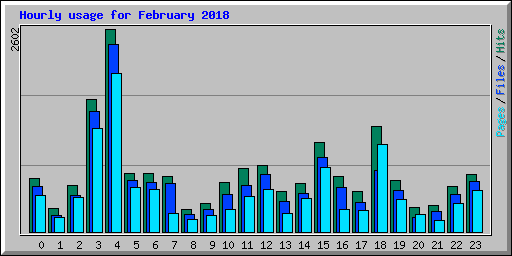 Hourly usage for February 2018
2602
Pages / Files / Hits
0 1 2 3 4 5 6 7 8 9 10 11 12 13 14 15 16 17 18 19 20 21 22 23